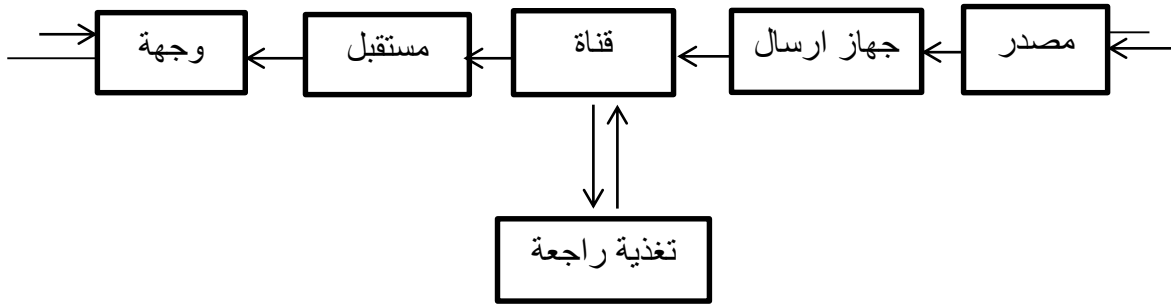 مصدر
جهاز ارسال
قناة
مستقبل
وجهة
تغذية راجعة